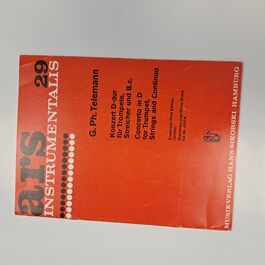 ars
INSTRUMENTALIS
29
G. Ph. Telemann
Konzert D-dur
für Trompete,
Streicher und B.c.
Concerto in D
for Trumpet,
Strings and Continuo
MUSIKVERLAG HANS SIKORSKI · HAMBURG